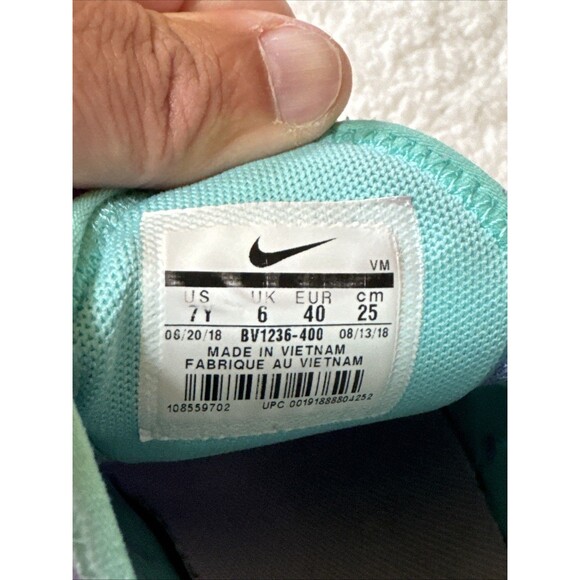 VM
US UK EUR cm
7Y 6 40 25
06/20/18 BV1236-400 08/13/18
MADE IN VIETNAM
FABRIQUE AU VIETNAM
108559702 UPC 00191888804252